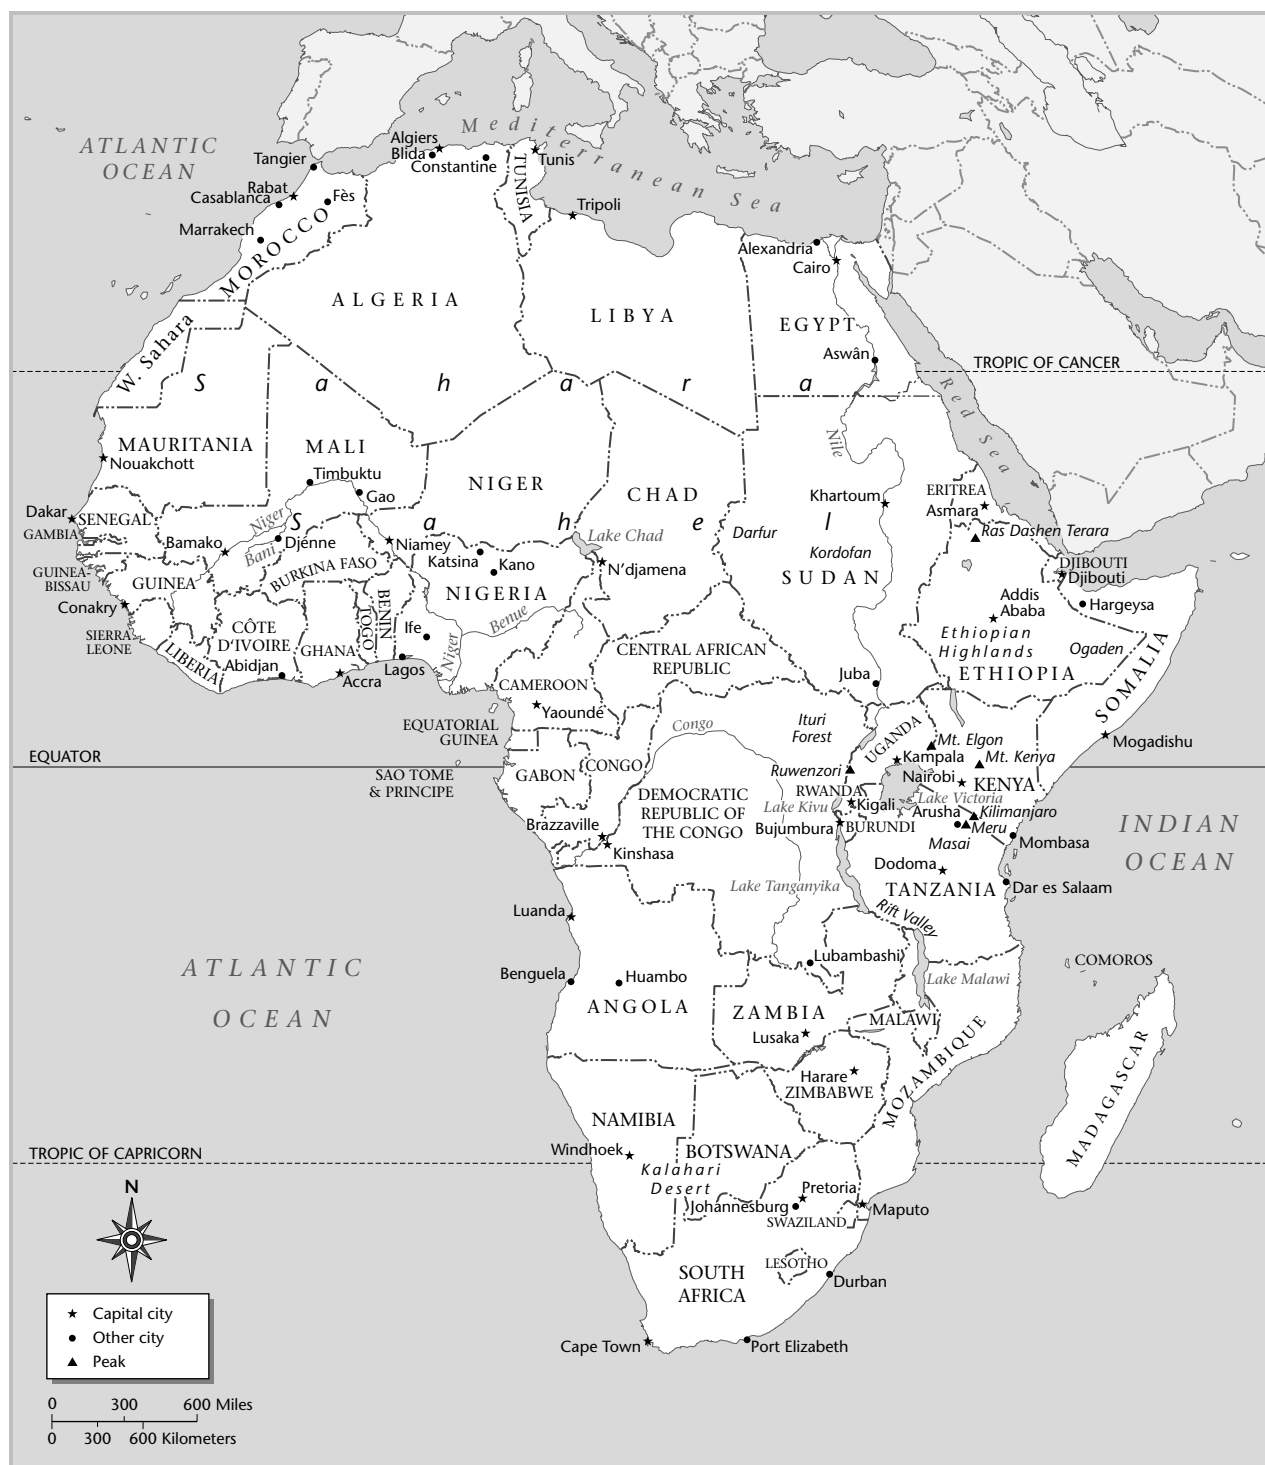 ATLANTIC
OCEAN
Mediterranean Sea
Algiers
Blida
Constantine
Tunis
Tangier
TUNISIA
Rabat
Casablanca
Fès
Tripoli
Marrakech
MOROCCO
Alexandria
Cairo
ALGERIA
LIBYA
EGYPT
W. Sahara
Aswân
TROPIC OF CANCER
S a h a r a
Red Sea
Nile
MAURITANIA
MALI
Nouakchott
Timbuktu
Gao
NIGER
CHAD
Khartoum
ERITREA
Asmara
Dakar
SENEGAL
GAMBIA
Niger
S a h e l
Lake Chad
Darfur
Kordofan
Ras Dashen Terara
Bamako
Bani
Djénne
Niamey
Katsina
Kano
N'djamena
DJIBOUTI
Djibouti
GUINEA-
BISSAU
GUINEA
BURKINA FASO
NIGERIA
SUDAN
Addis
Ababa
Hargeysa
Conakry
BENIN
TOGO
Benue
SIERRA
LEONE
CÔTE
D'IVOIRE
Ife
Ethiopian
Highlands
Ogaden
LIBERIA
Abidjan
GHANA
Niger
CENTRAL AFRICAN
REPUBLIC
Accra
Lagos
Juba
ETHIOPIA
SOMALIA
CAMEROON
Yaoundé
EQUATORIAL
GUINEA
Congo
Ituri
Forest
UGANDA
Mt. Elgon
Mogadishu
EQUATOR
Kampala
Mt. Kenya
SAO TOME
& PRINCIPE
GABON
CONGO
Ruwenzori
Nairobi
KENYA
RWANDA
Kigali
Lake Victoria
DEMOCRATIC
REPUBLIC OF
THE CONGO
Lake Kivu
Arusha
Kilimanjaro
Brazzaville
Bujumbura
BURUNDI
Meru
Kinshasa
Masai
Mombasa
INDIAN
OCEAN
Dodoma
Lake Tanganyika
TANZANIA
Dar es Salaam
Luanda
Rift Valley
ATLANTIC
OCEAN
Benguela
Huambo
Lubambashi
COMOROS
Lake Malawi
ANGOLA
ZAMBIA
MALAWI
Lusaka
MOZAMBIQUE
MADAGASCAR
Harare
ZIMBABWE
NAMIBIA
Windhoek
BOTSWANA
TROPIC OF CAPRICORN
Kalahari
Desert
Pretoria
Johannesburg
Maputo
SWAZILAND
LESOTHO
SOUTH
AFRICA
Durban
Cape Town
Port Elizabeth
N
Capital city
Other city
Peak
0 300 600 Miles
0 300 600 Kilometers